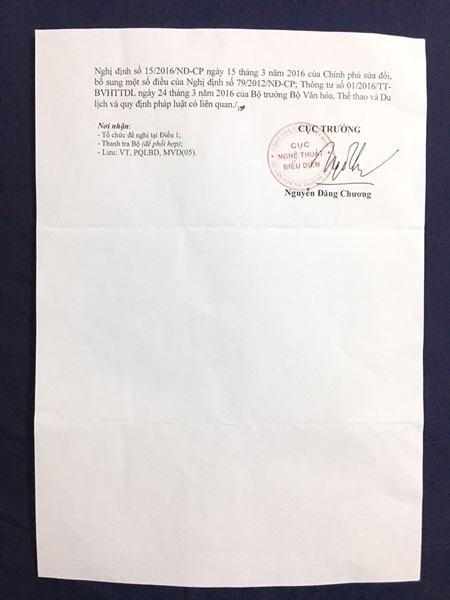 Nghị định số 15/2016/NĐ-CP ngày 15 tháng 3 năm 2016 của Chính phủ sửa đổi,
bổ sung một số điều của Nghị định số 79/2012/NĐ-CP; Thông tư số 01/2016/TT-
BVHTTDL ngày 24 tháng 3 năm 2016 của Bộ trưởng Bộ Văn hóa, Thể thao và Du
lịch và quy định pháp luật có liên quan./.
Nơi nhận:
- Tổ chức đề nghị tại Điều 1;
- Thanh tra Bộ (để phối hợp);
- Lưu: VT, PQLBD, MVD(05).
CỤC TRƯỞNG
CỤC
NGHỆ THUẬT
BIỂU DIỄN
Nguyễn Đăng Chương